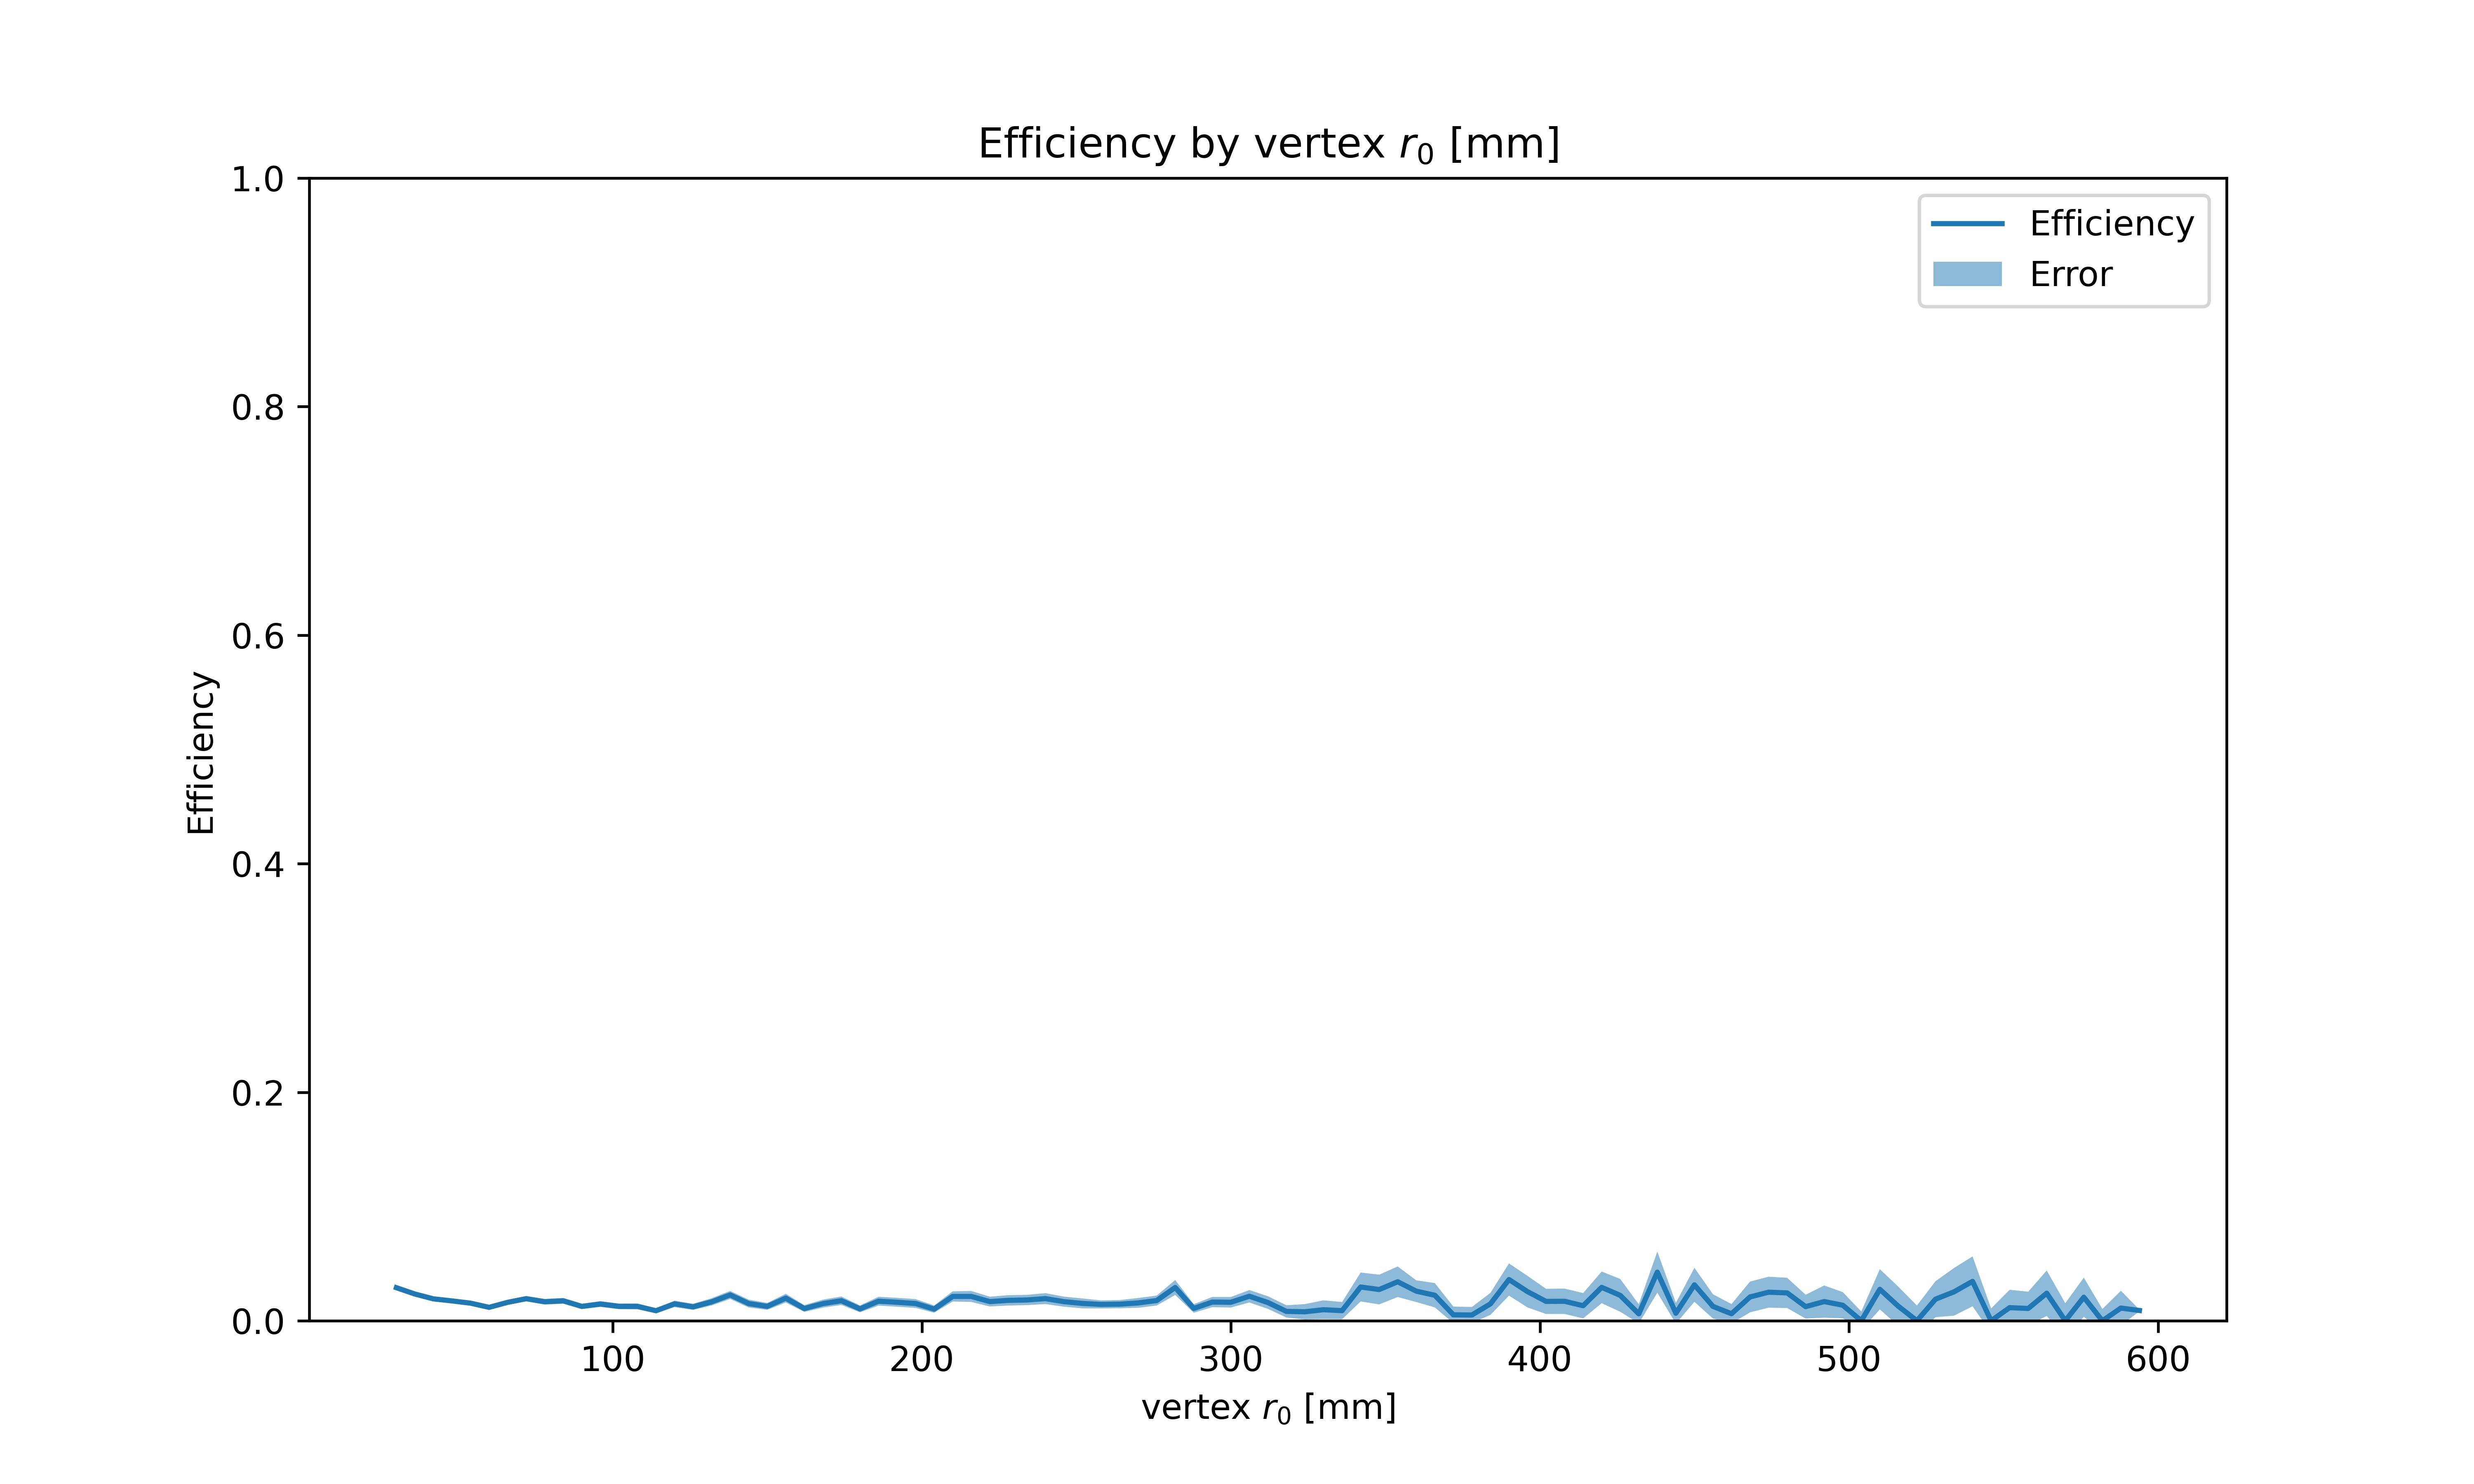 Efficiency by vertex r₀ [mm]
1.0
0.8
0.6
0.4
0.2
0.0
Efficiency
Efficiency
Error
100 200 300 400 500 600
vertex r₀ [mm]